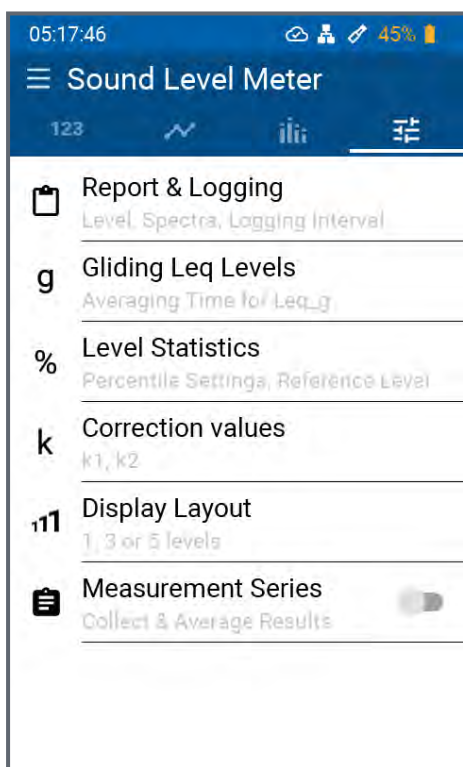 05:17:46 45%
Sound Level Meter
123
Report & Logging
Level, Spectra, Logging Interval
g Gliding Leq Levels
Averaging Time for Leq_g
% Level Statistics
Percentile Settings, Reference Level
k Correction values
k1, k2
111 Display Layout
1, 3 or 5 levels
Measurement Series
Collect & Average Results